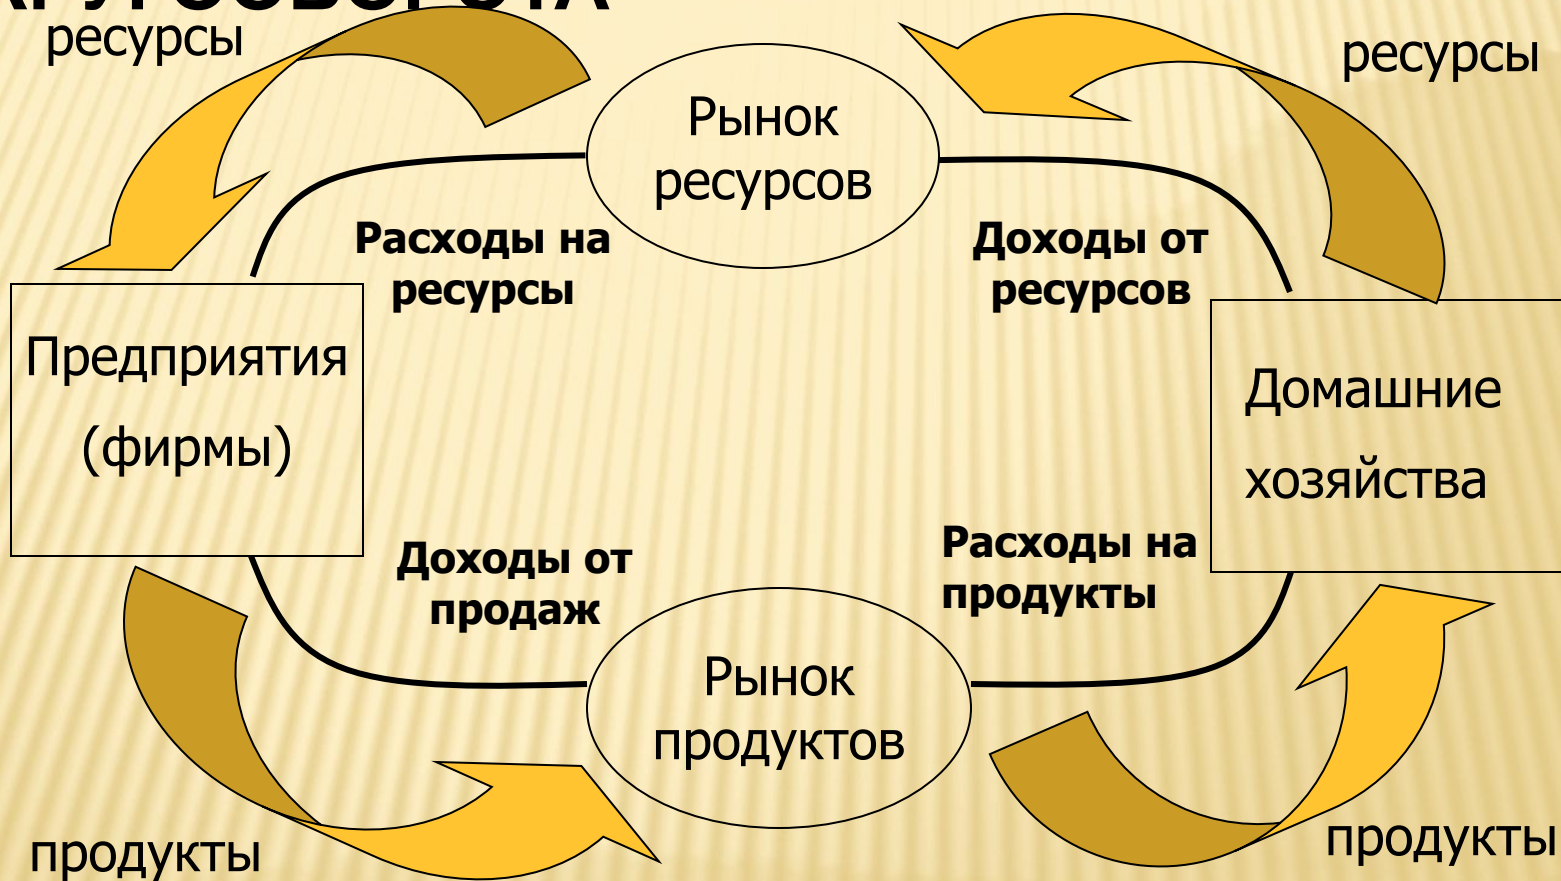 ресурсы
ресурсы
Рынок
ресурсов
Расходы на
ресурсы
Доходы от
ресурсов
Предприятия
(фирмы)
Домашние
хозяйства
Доходы от
продаж
Расходы на
продукты
Рынок
продуктов
продукты
продукты